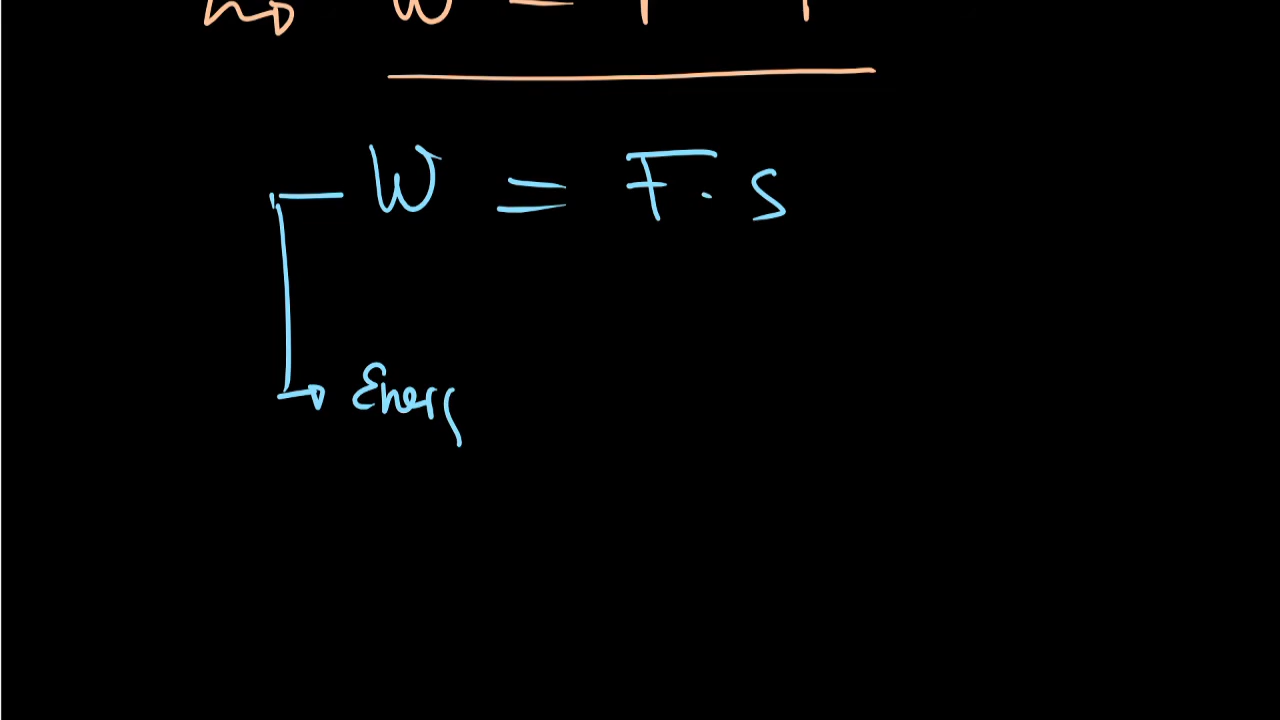 W = F. s
Energ